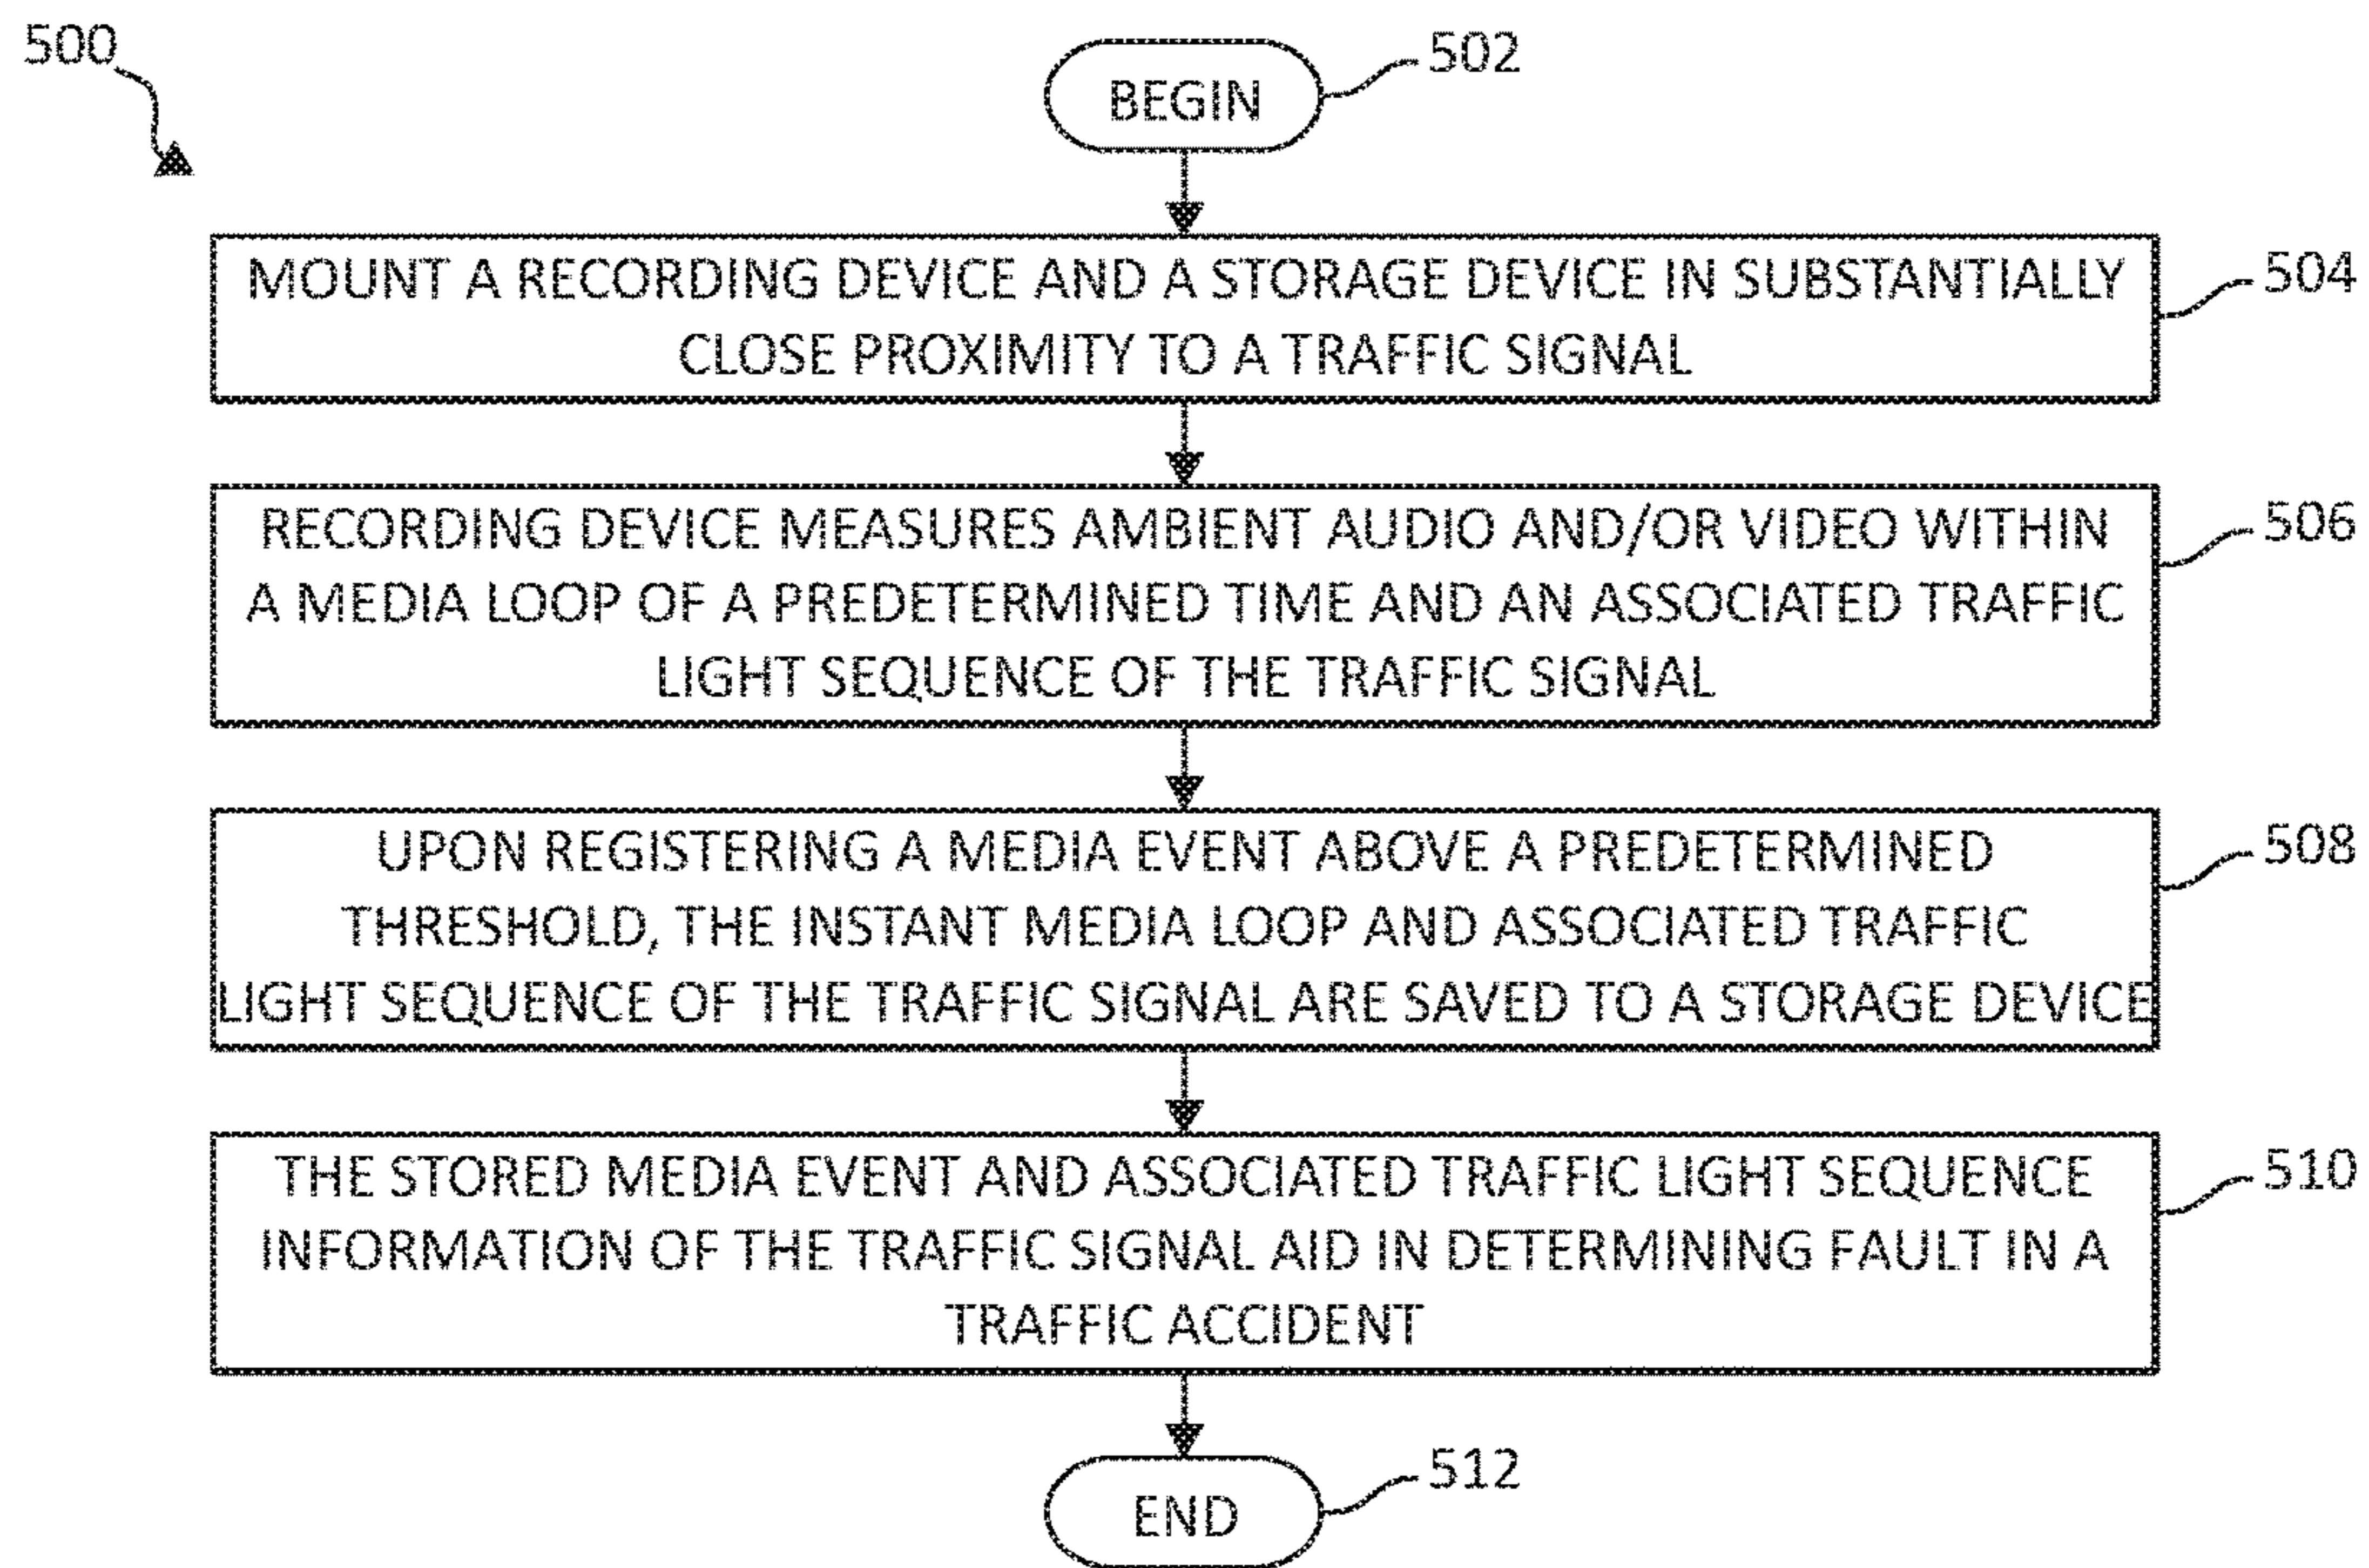 500
BEGIN
502
MOUNT A RECORDING DEVICE AND A STORAGE DEVICE IN SUBSTANTIALLY
CLOSE PROXIMITY TO A TRAFFIC SIGNAL
504
RECORDING DEVICE MEASURES AMBIENT AUDIO AND/OR VIDEO WITHIN
A MEDIA LOOP OF A PREDETERMINED TIME AND AN ASSOCIATED TRAFFIC
LIGHT SEQUENCE OF THE TRAFFIC SIGNAL
506
UPON REGISTERING A MEDIA EVENT ABOVE A PREDETERMINED
THRESHOLD, THE INSTANT MEDIA LOOP AND ASSOCIATED TRAFFIC
LIGHT SEQUENCE OF THE TRAFFIC SIGNAL ARE SAVED TO A STORAGE DEVICE
508
THE STORED MEDIA EVENT AND ASSOCIATED TRAFFIC LIGHT SEQUENCE
INFORMATION OF THE TRAFFIC SIGNAL AID IN DETERMINING FAULT IN A
TRAFFIC ACCIDENT
510
END
512